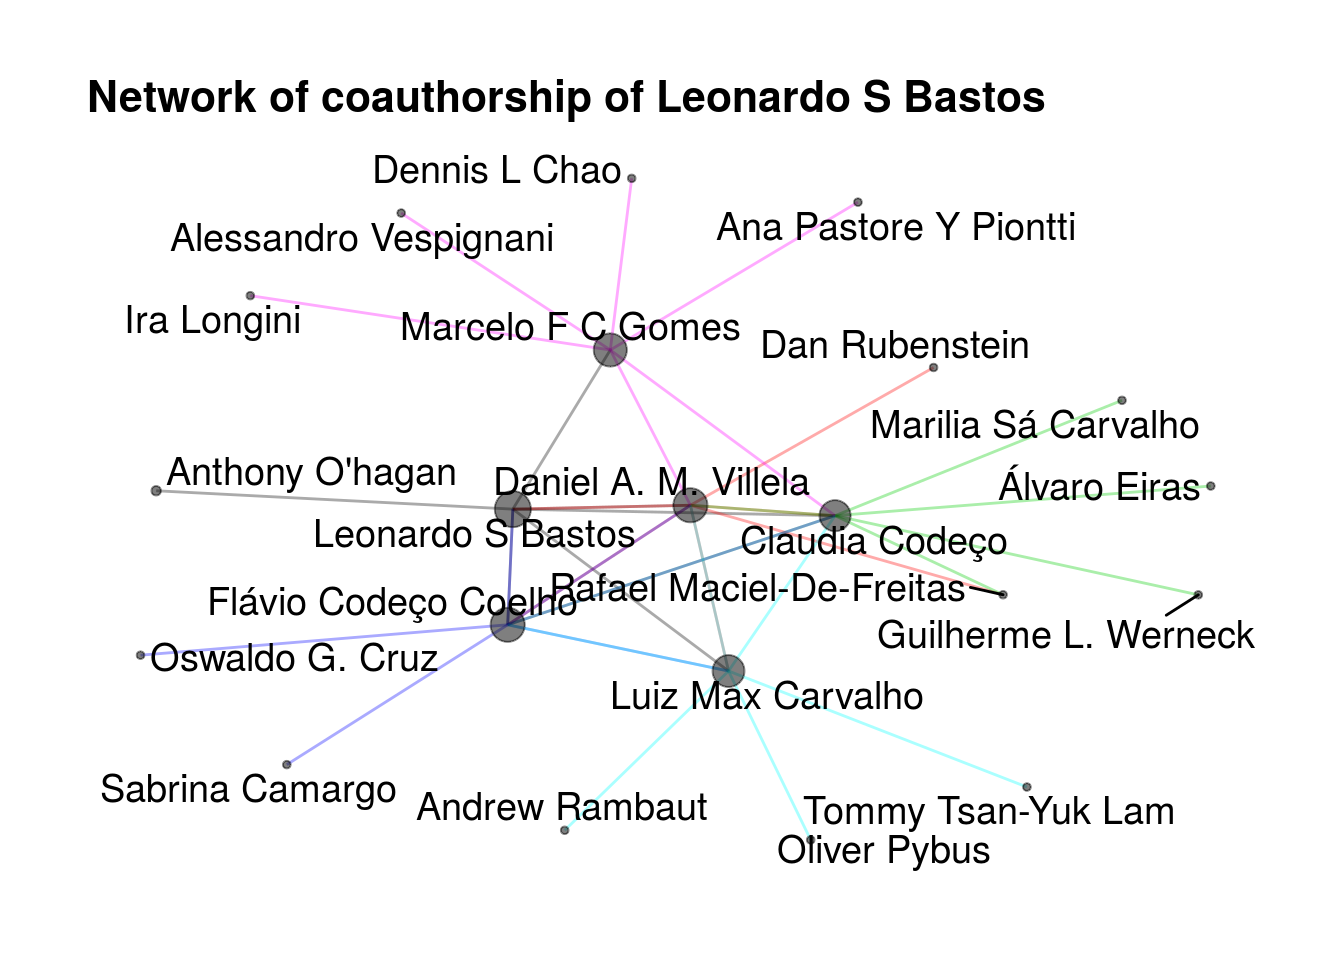 Network of coauthorship of Leonardo S Bastos
Dennis L Chao
Ana Pastore Y Piontti
Alessandro Vespignani
Ira Longini
Marcelo F C Gomes
Dan Rubenstein
Marilia Sá Carvalho
Anthony O'hagan
Daniel A. M. Villela
Álvaro Eiras
Leonardo S Bastos
Claudia Codeço
Rafael Maciel-De-Freitas
Flávio Codeço Coelho
Guilherme L. Werneck
Oswaldo G. Cruz
Luiz Max Carvalho
Sabrina Camargo
Andrew Rambaut
Tommy Tsan-Yuk Lam
Oliver Pybus